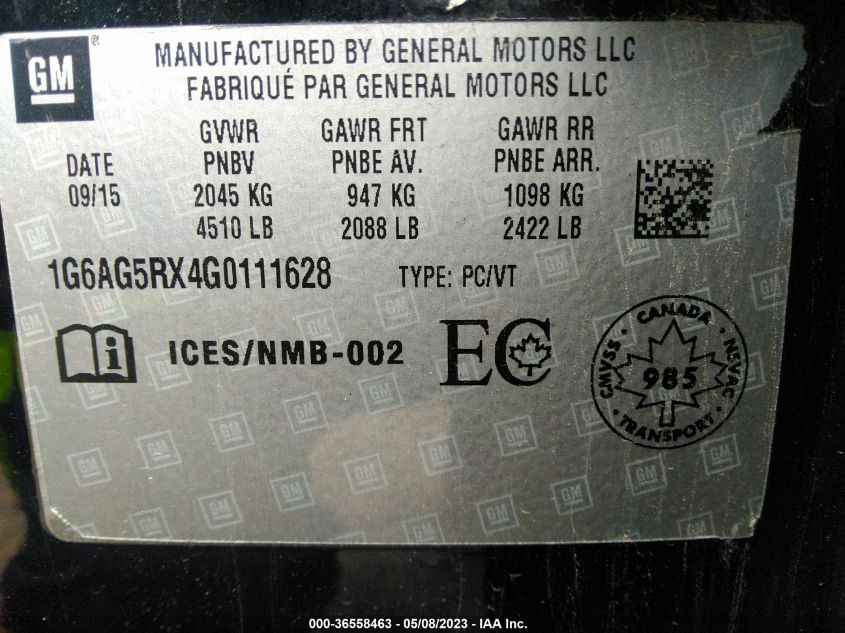 GM ®
MANUFACTURED BY GENERAL MOTORS LLC
FABRIQUÉ PAR GENERAL MOTORS LLC
GVWR GAWR FRT GAWR RR
DATE PNBV PNBE AV. PNBE ARR.
09/15 2045 KG 947 KG 1098 KG
4510 LB 2088 LB 2422 LB
1G6AG5RX4G0111628 TYPE: PC/VT
i ICES/NMB-002 EC
CMVSS · CANADA · NSVAC · TRANSPORT ·
985
000-36558463 - 05/08/2023 - IAA Inc.